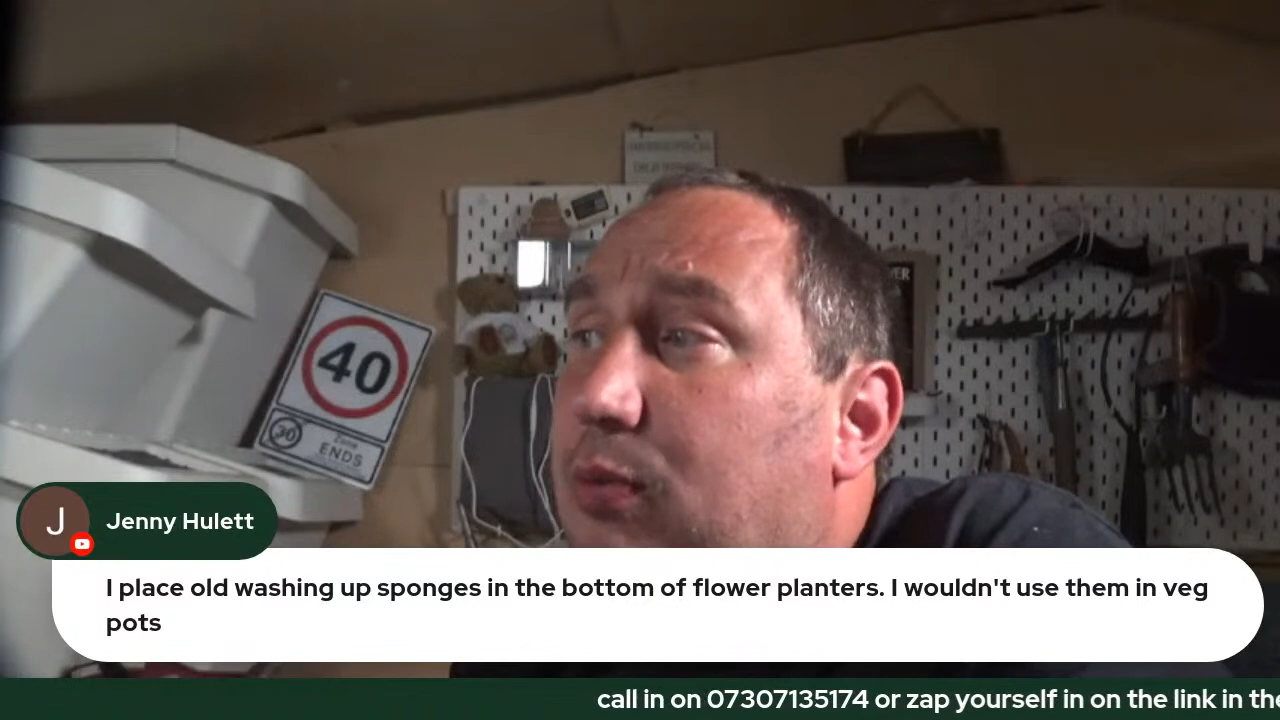 40
30
Zone
ENDS
J
Jenny Hulett
I place old washing up sponges in the bottom of flower planters. I wouldn't use them in veg
pots
call in on 07307135174 or zap yourself in on the link in the